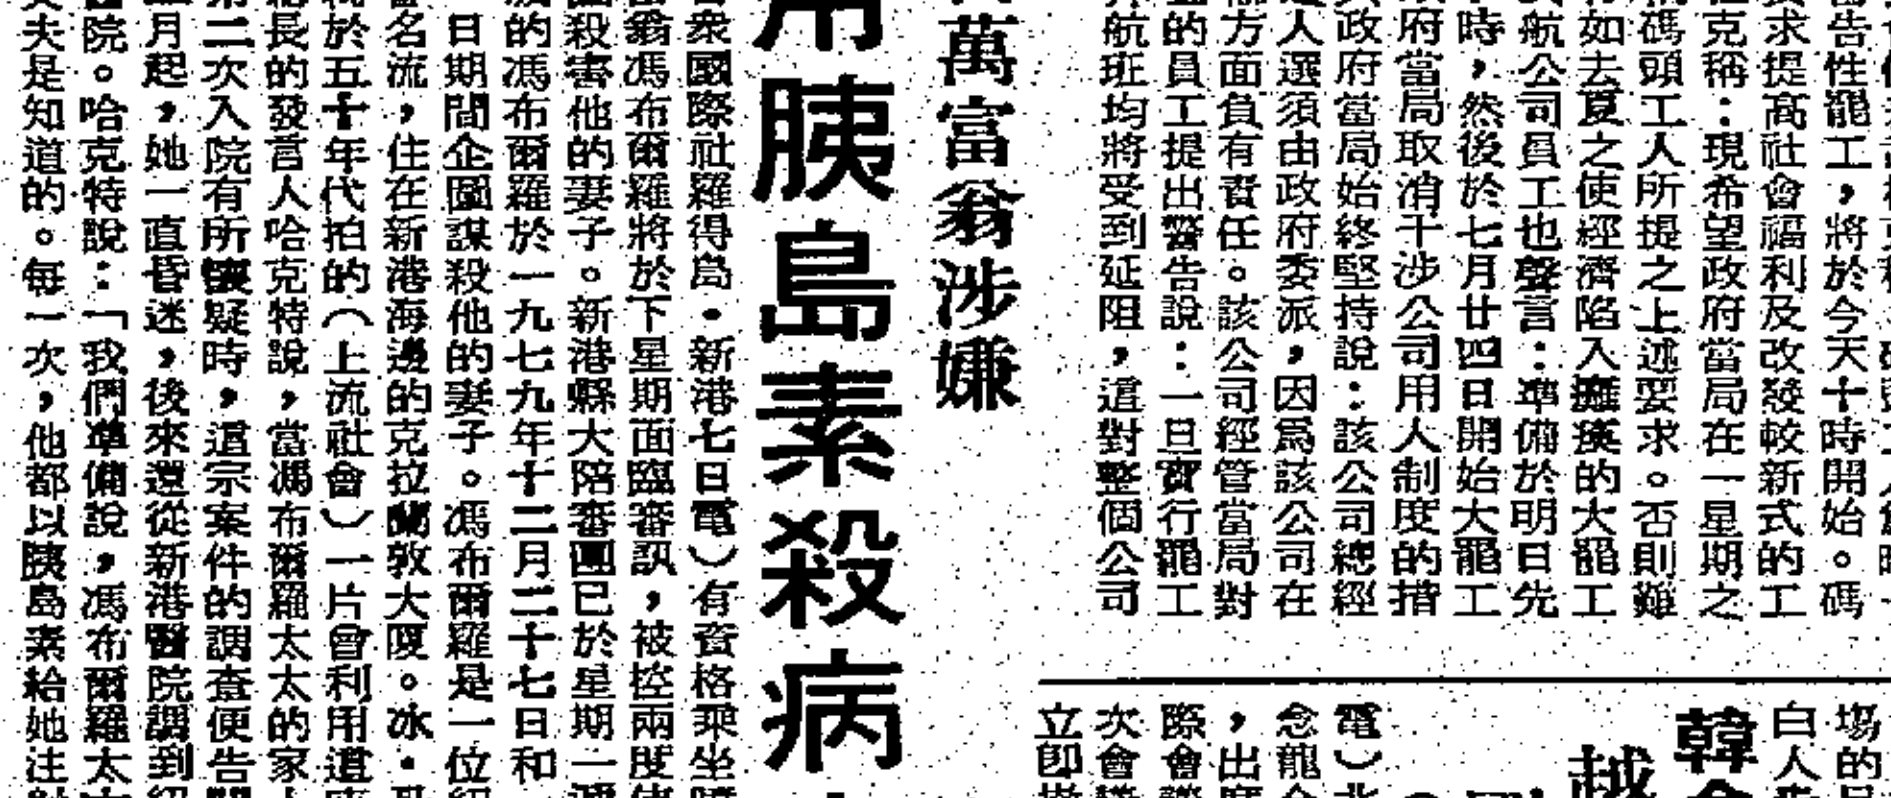 告性罷工，將於今天十時開始。碼
求提高社會福利及改發較新式的工
克稱：現希望政府當局在一星期之
碼頭工人所提之上述要求。否則難
如去夏之使經濟陷入癱瘓的大罷工
航公司員工也聲言：準備於明日先
時，然後於七月廿四日開始大罷工
府當局取消干涉公司用人制度的措
政府當局始終堅持說：該公司總經
人選須由政府委派，因為該公司在
方面負有責任。該公司經管當局對
的員工提出警告說：一旦實行罷工
航班均將受到延阻，這對整個公司
萬富翁涉嫌
用胰島素殺病
眾國際社羅得島·新港七日電）有資格乘坐
翁馮布爾羅將於下星期面臨審訊，被控兩度
殺害他的妻子。新港縣大陪審團已於星期一
的馮布爾羅於一九七九年十二月二十七日和
日期間企圖謀殺他的妻子。馮布爾羅是一位
名流，住在新港海邊的克拉蘭敦大厦。冰·
於五十年代拍的（上流社會）一片會利用這
長的發言人哈克特說，當馮布爾羅太太的家
第二次入院有所懷疑時，這宗案件的調查便告
月起，她一直昏迷，後來還從新港醫院調到
院。哈克特說：「我們準備說，馮布爾羅太
夫是知道的。每一次，他都以胰島素給她注
場的
白人
韓
越
電）北
念龍
，出席
際會議
次會議
立即撤